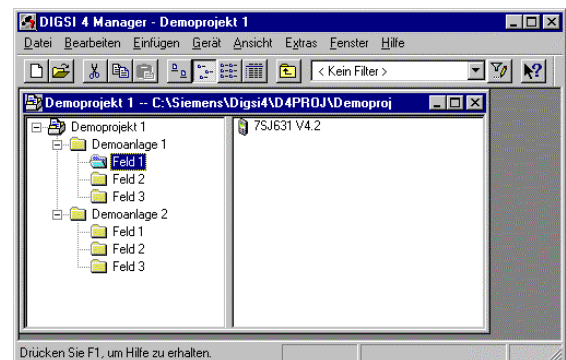 DIGSI 4 Manager - Demoprojekt 1
Datei Bearbeiten Einfügen Gerät Ansicht Extras Fenster Hilfe
< Kein Filter >
Demoprojekt 1 -- C:\Siemens\Digsi4\D4PROJ\Demoproj
Demoprojekt 1
Demoanlage 1
Feld 1
Feld 2
Feld 3
Demoanlage 2
Feld 1
Feld 2
Feld 3
7SJ631 V4.2
Drücken Sie F1, um Hilfe zu erhalten.